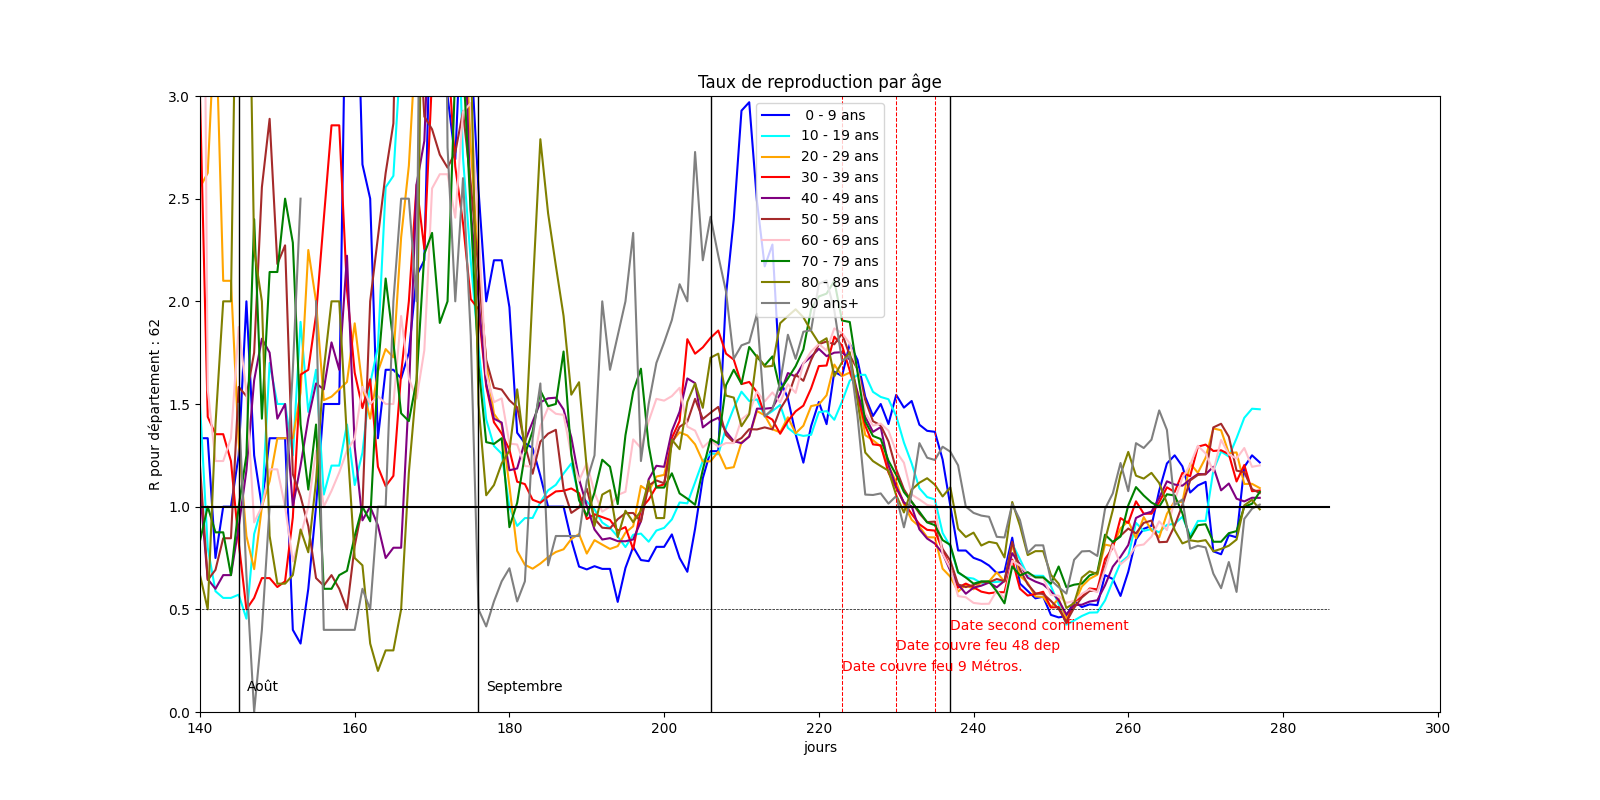 Taux de reproduction par âge
R pour département : 62
3.0
2.5
2.0
1.5
1.0
0.5
0.0
0 - 9 ans
10 - 19 ans
20 - 29 ans
30 - 39 ans
40 - 49 ans
50 - 59 ans
60 - 69 ans
70 - 79 ans
80 - 89 ans
90 ans+
Date second confinement
Date couvre feu 48 dep
Date couvre feu 9 Métros.
Août
Septembre
140 160 180 200 220 240 260 280 300
jours